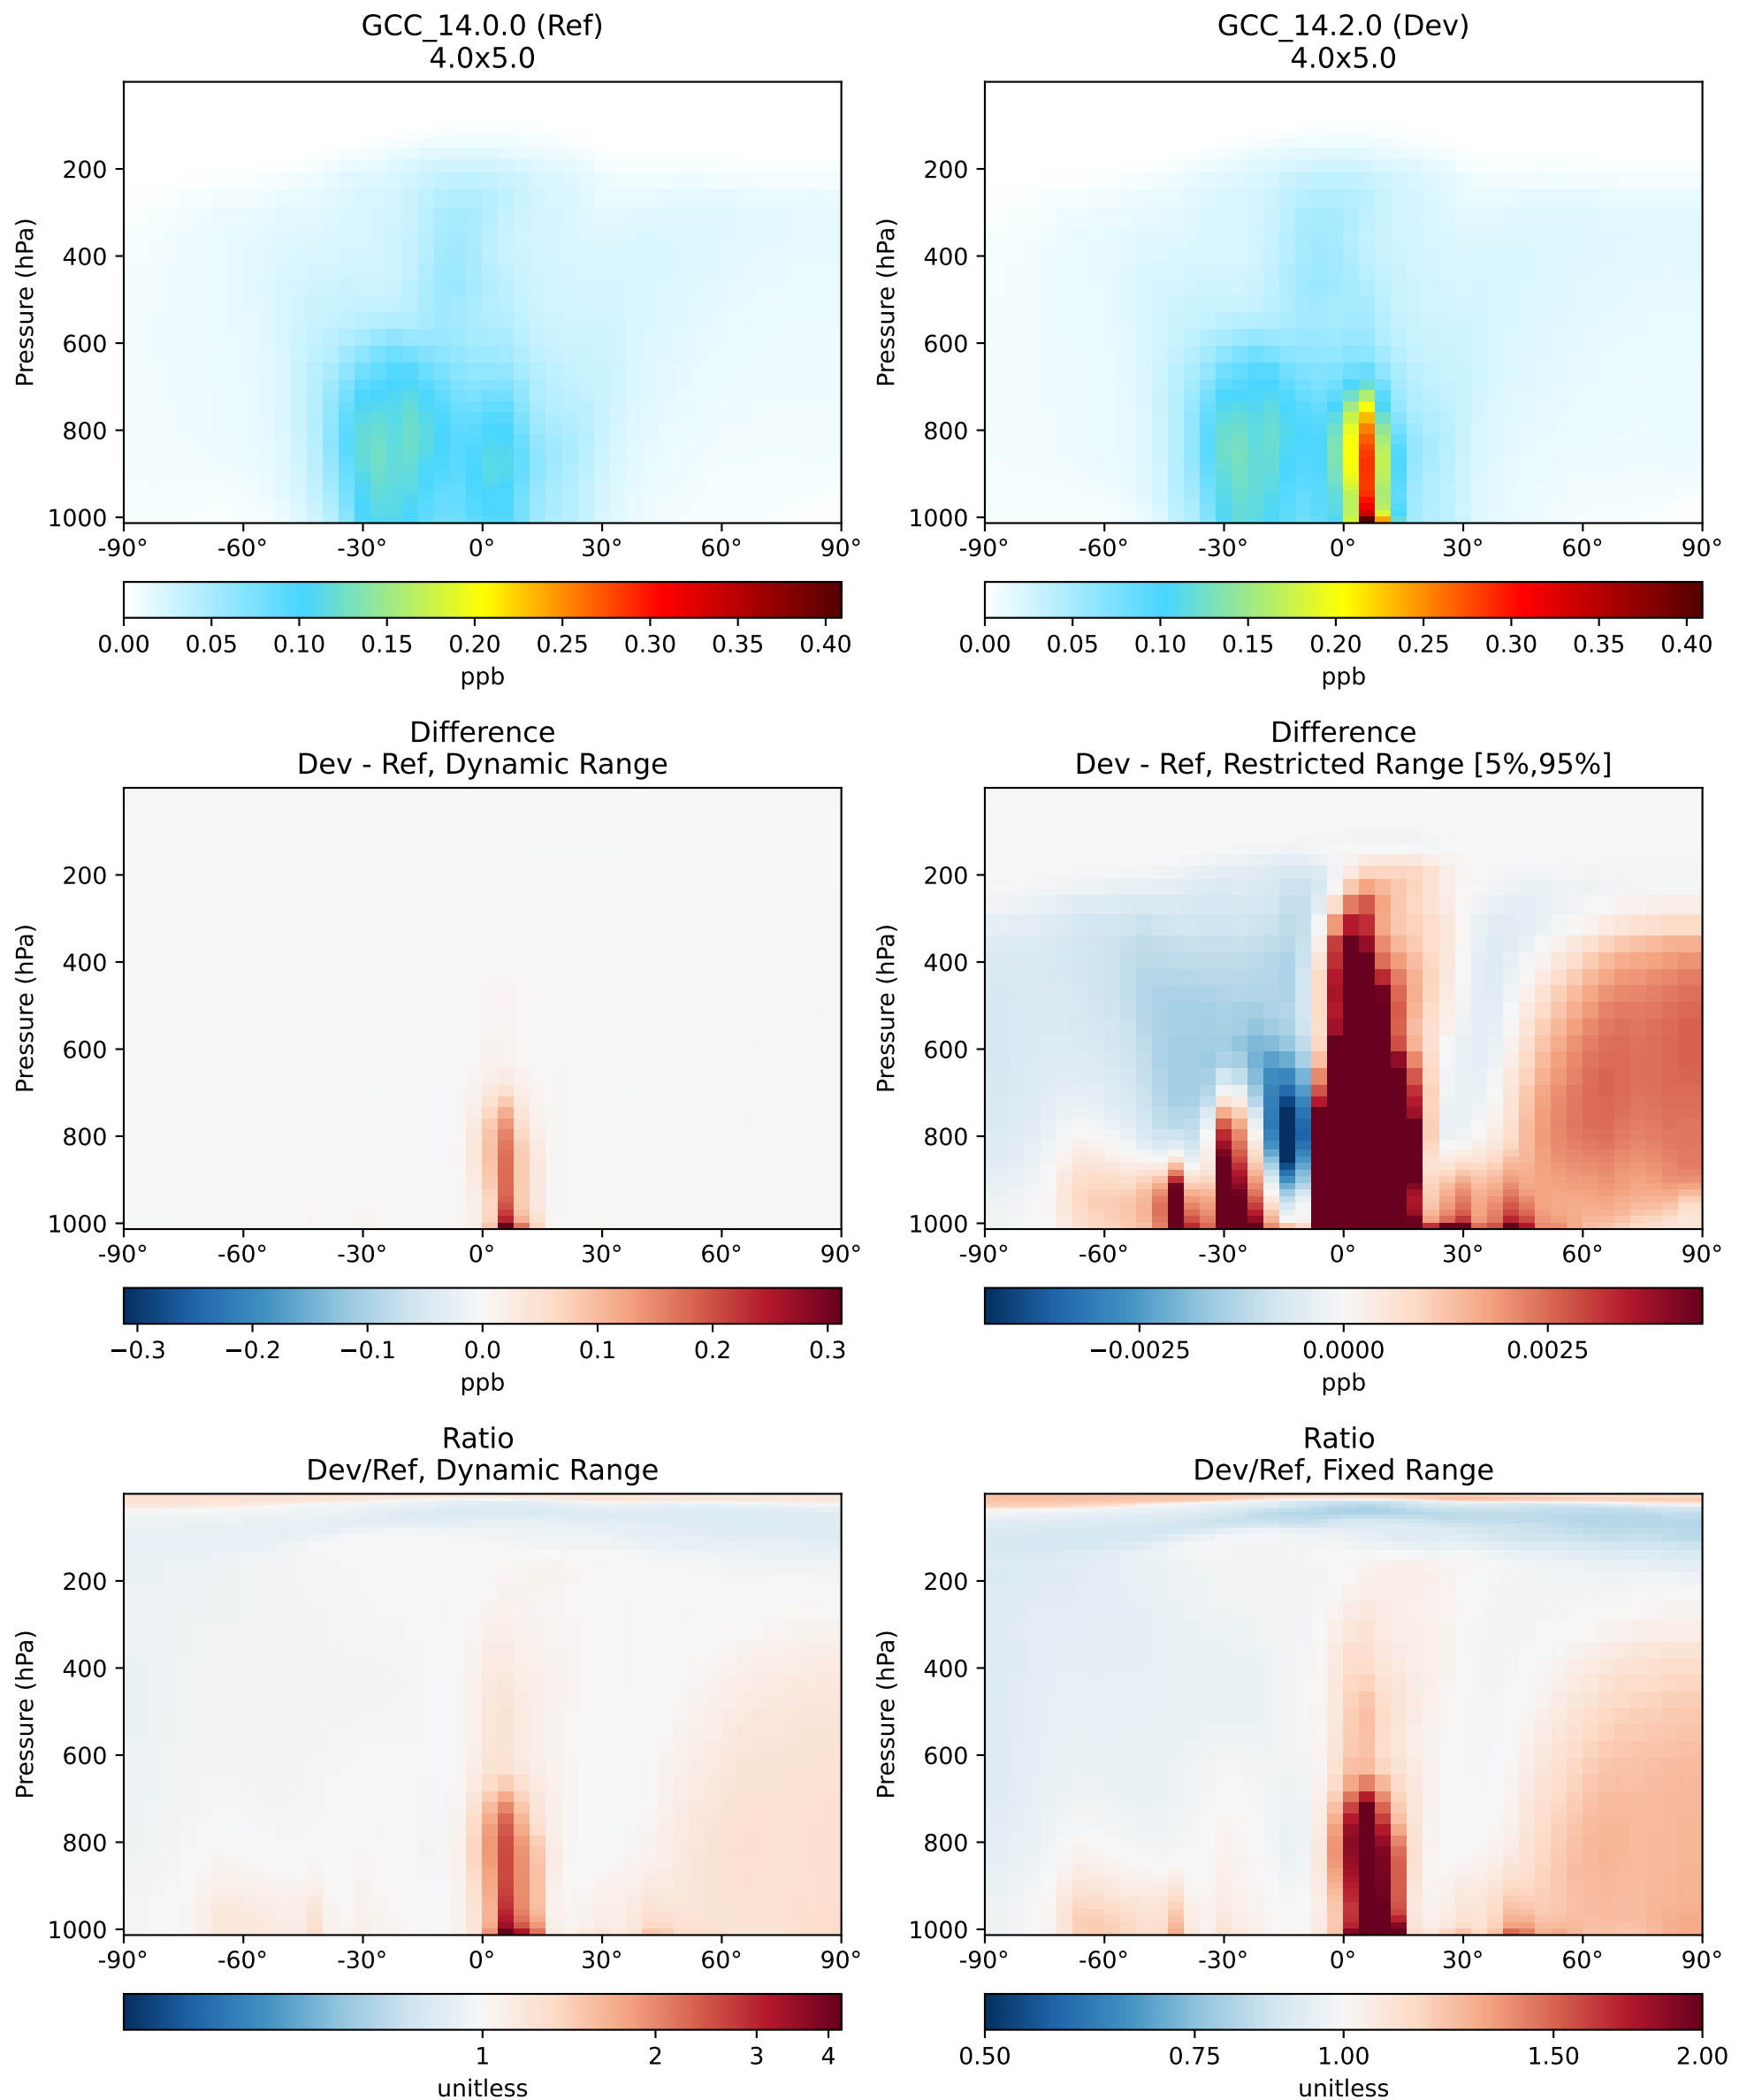 GCC_14.0.0 (Ref)
4.0x5.0
Pressure (hPa)
200
400
600
800
1000
-90° -60° -30° 0° 30° 60° 90°
0.00 0.05 0.10 0.15 0.20 0.25 0.30 0.35 0.40
ppb
GCC_14.2.0 (Dev)
4.0x5.0
Pressure (hPa)
200
400
600
800
1000
-90° -60° -30° 0° 30° 60° 90°
0.00 0.05 0.10 0.15 0.20 0.25 0.30 0.35 0.40
ppb
Difference
Dev - Ref, Dynamic Range
Pressure (hPa)
200
400
600
800
1000
-90° -60° -30° 0° 30° 60° 90°
−0.3 −0.2 −0.1 0.0 0.1 0.2 0.3
ppb
Difference
Dev - Ref, Restricted Range [5%,95%]
Pressure (hPa)
200
400
600
800
1000
-90° -60° -30° 0° 30° 60° 90°
−0.0025 0.0000 0.0025
ppb
Ratio
Dev/Ref, Dynamic Range
Pressure (hPa)
200
400
600
800
1000
-90° -60° -30° 0° 30° 60° 90°
1 2 3 4
unitless
Ratio
Dev/Ref, Fixed Range
Pressure (hPa)
200
400
600
800
1000
-90° -60° -30° 0° 30° 60° 90°
0.50 0.75 1.00 1.50 2.00
unitless